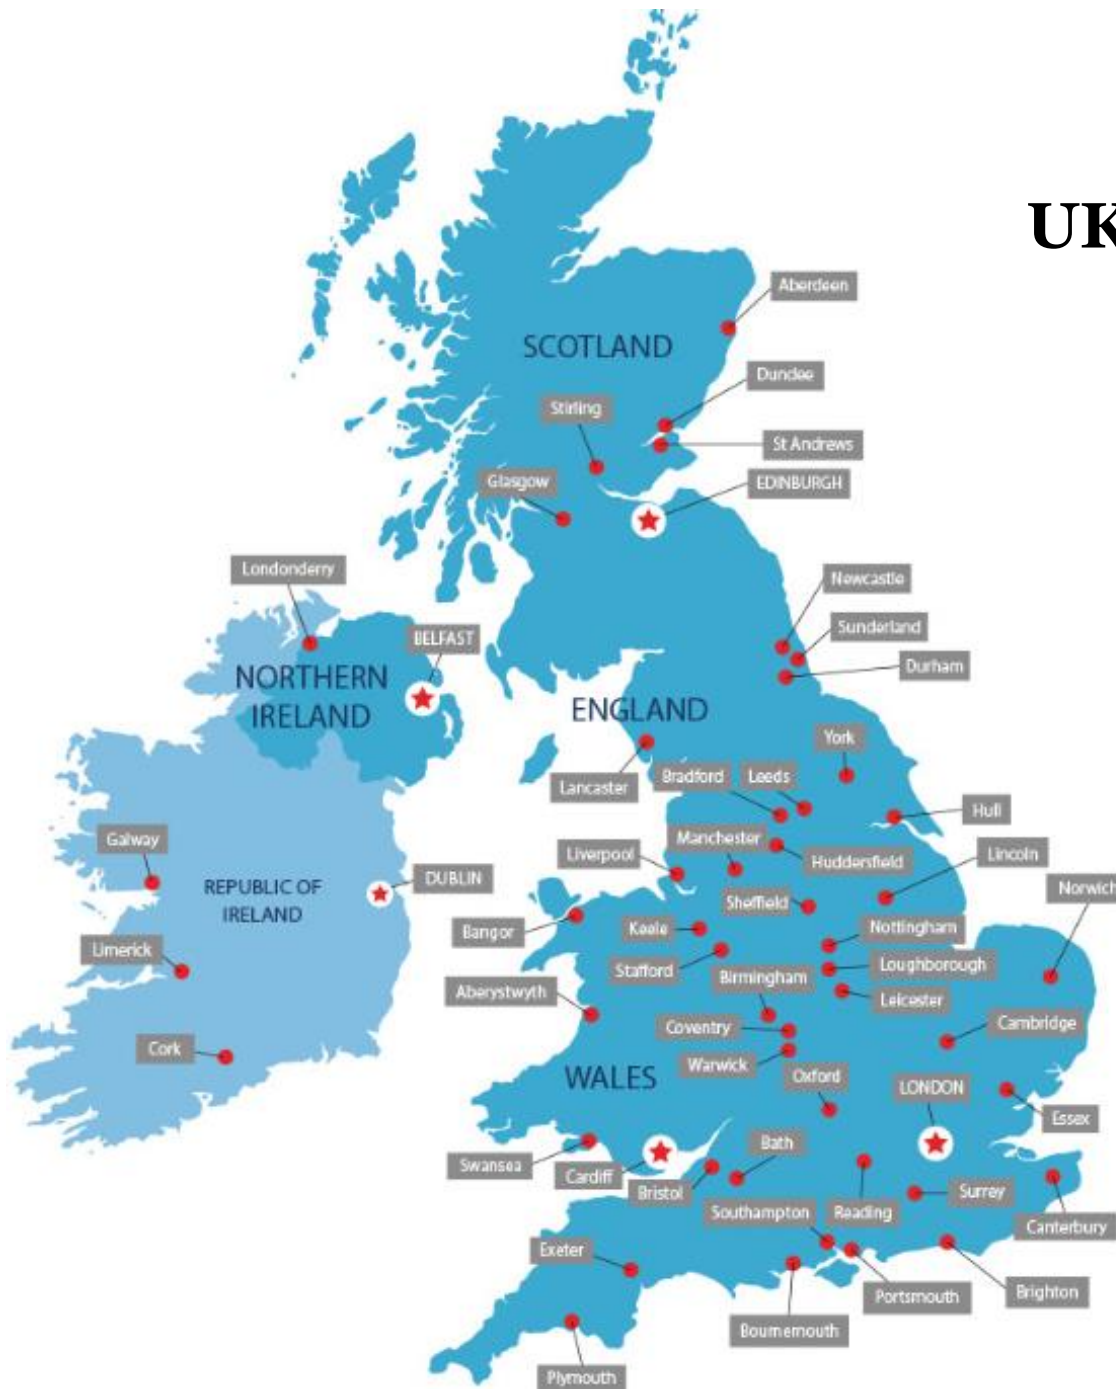 UK
Aberdeen
SCOTLAND
Dundee
Stirling
St Andrews
Glasgow
EDINBURGH
Londonderry
Newcastle
BELFAST
Sunderland
Durham
NORTHERN
IRELAND
ENGLAND
York
Bradford
Leeds
Lancaster
Hull
Galway
Manchester
Liverpool
Huddersfield
Lincoln
DUBLIN
REPUBLIC OF
IRELAND
Norwich
Sheffield
Bangor
Keele
Nottingham
Limerick
Stafford
Birmingham
Loughborough
Aberystwyth
Leicester
Coventry
Cambridge
Cork
Warwick
WALES
Oxford
LONDON
Essex
Bath
Swansea
Cardiff
Bristol
Surrey
Southampton
Reading
Canterbury
Exeter
Portsmouth
Brighton
Bournemouth
Plymouth